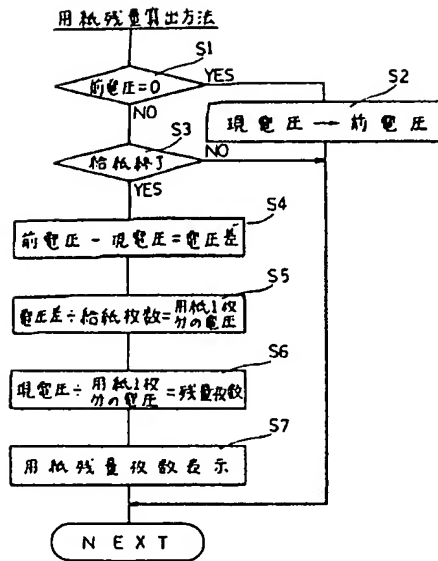 用紙残量算出方法
S1
前電圧=0
YES
NO
S2
現電圧→前電圧
S3
給紙終了
NO
YES
S4
前電圧-現電圧=電圧差
S5
電圧差÷給紙枚数=用紙1枚
分の電圧
S6
現電圧÷用紙1枚
分の電圧=残量枚数
S7
用紙残量枚数表示
NEXT